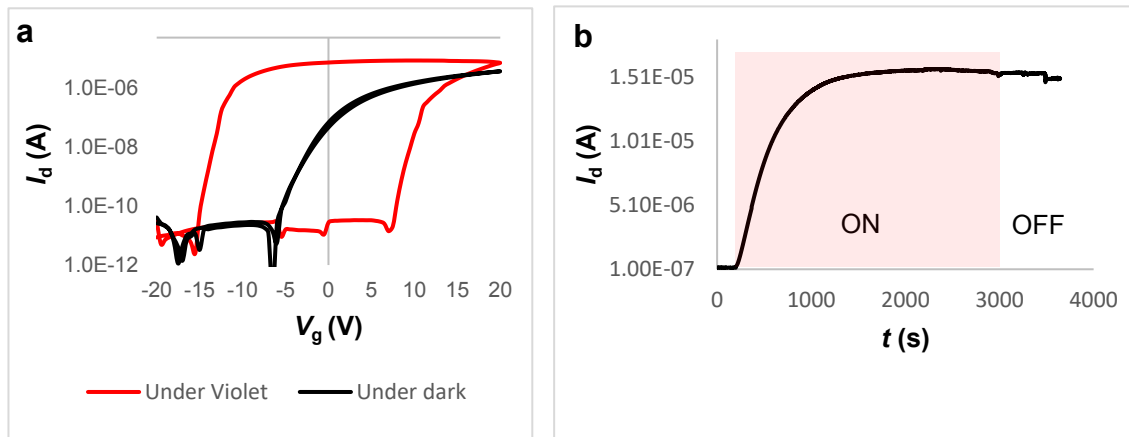 a
1.0E-06
1.0E-08
1.0E-10
1.0E-12
Id (A)
-20 -15 -10 -5 0 5 10 15 20
Vg (V)
Under Violet Under dark
b
1.51E-05
1.01E-05
5.10E-06
1.00E-07
Id (A)
ON OFF
0 1000 2000 3000 4000
t (s)